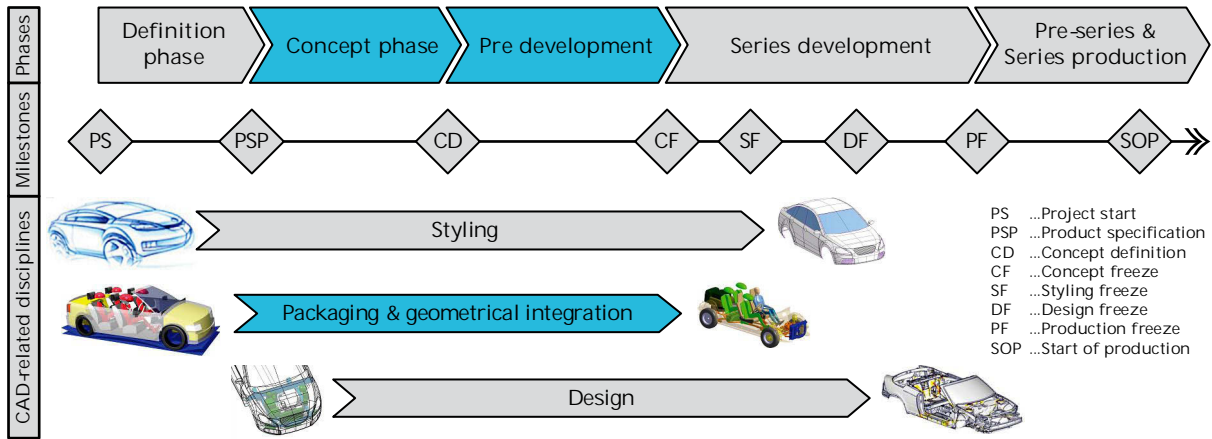 Phases
Definition
phase
Concept phase
Pre development
Series development
Pre-series &
Series production
Milestones
PS
PSP
CD
CF
SF
DF
PF
SOP
CAD-related disciplines
Styling
Packaging & geometrical integration
Design
PS ...Project start
PSP ...Product specification
CD ...Concept definition
CF ...Concept freeze
SF ...Styling freeze
DF ...Design freeze
PF ...Production freeze
SOP ...Start of production